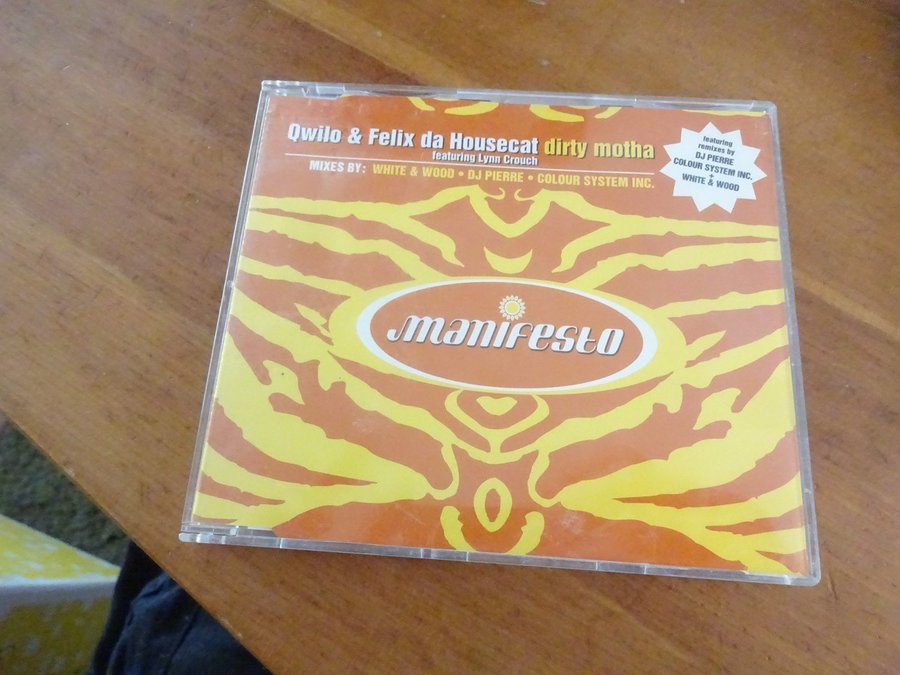 Qwilo & Felix da Housecat dirty motha
featuring Lynn Crouch
MIXES BY: WHITE & WOOD • DJ PIERRE • COLOUR SYSTEM INC.
featuring
remixes by
DJ PIERRE
COLOUR SYSTEM INC.
+
WHITE & WOOD
manifesto